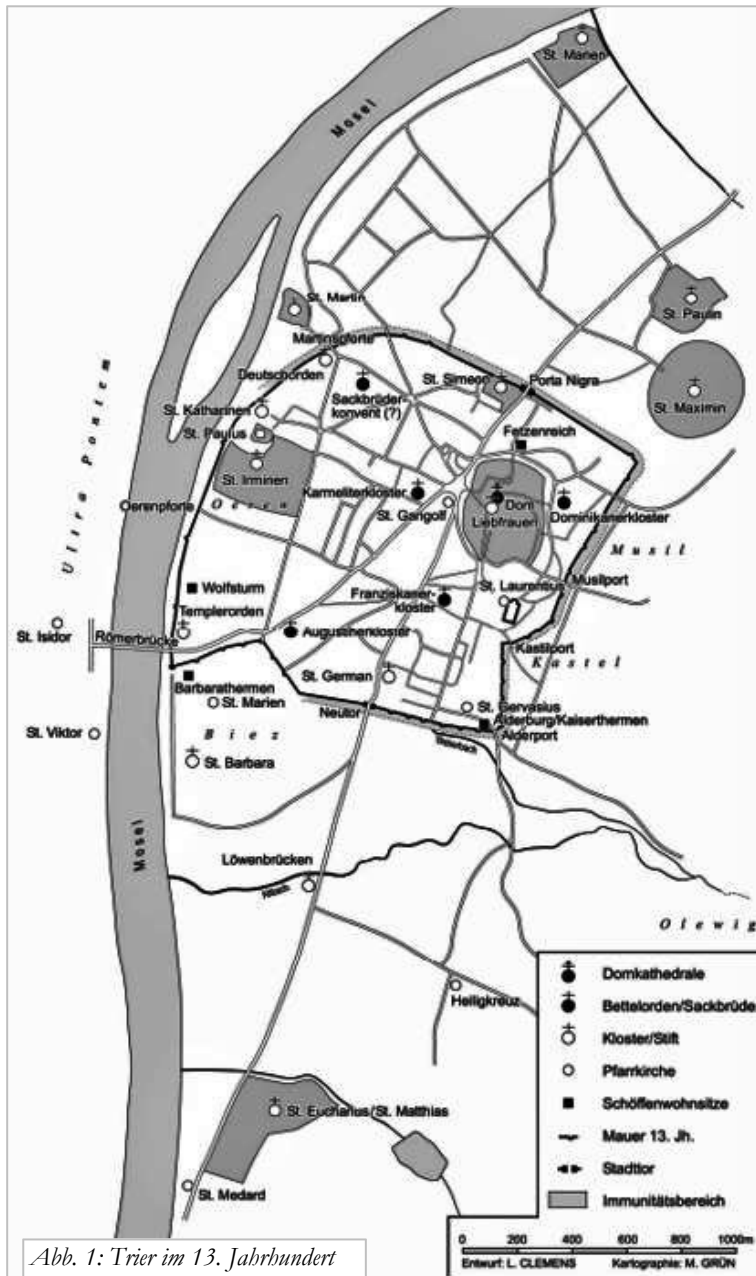 St. Marien
Mosel
St. Paulin
St. Martin
Martinspforte
Deutschorden
St. Simeon
Porta Nigra
St. Maximin
Sackbrüder-
konvent (?)
St. Katharinen
Fetzenreich
St. Paulus
St. Irminen
Karmeliterkloster
Dom
Oeren
St. Gangolf
Liebfrauen
Dominikanerkloster
Oerenpforte
Ultra Pontem
Musil
Wolfsturm
Franziskaner-
kloster
St. Laurentius
Musilport
Templerorden
St. Isidor
Römerbrücke
Augustinerkloster
Kastilport
Kastel
St. German
Barbarathermen
St. Marien
St. Gervasius
Neutor
Alderburg/Kaiserthermen
Alderport
St. Viktor
Biez
St. Barbara
Mosel
Löwenbrücken
Olewig
Heiligkreuz
St. Eucharius/St. Matthias
St. Medard
Domkathedrale
Bettelorden/Sackbrüde
Kloster/Stift
Pfarrkirche
Schöffenwohnsitze
Mauer 13. Jh.
Stadttor
Immunitätsbereich
0 200 400 600 800 1000m
Entwurf: L. CLEMENS Kartographie: M. GRÜN
Abb. 1: Trier im 13. Jahrhundert